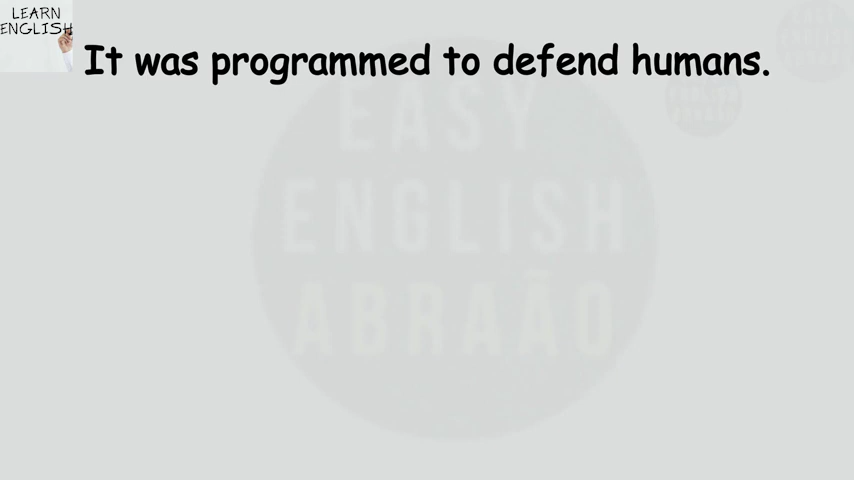 LEARN
ENGLISH
It was programmed to defend humans.
EASY
ENGLISH
ABRAÃO